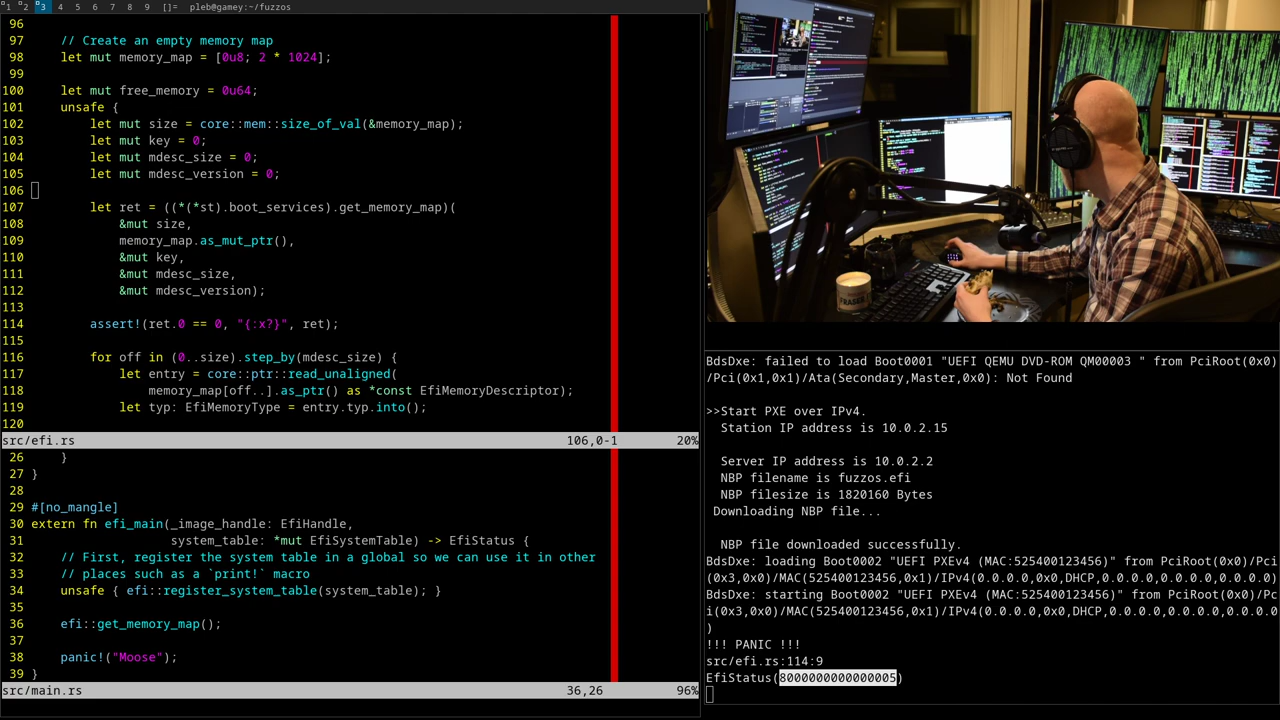 1 2 3 4 5 6 7 8 9 []= pleb@gamey:~/fuzzos
96
97 // Create an empty memory map
98 let mut memory_map = [0u8; 2 * 1024];
99
100 let mut free_memory = 0u64;
101 unsafe {
102 let mut size = core::mem::size_of_val(&memory_map);
103 let mut key = 0;
104 let mut mdesc_size = 0;
105 let mut mdesc_version = 0;
106
107 let ret = ((*(*st).boot_services).get_memory_map)(
108 &mut size,
109 memory_map.as_mut_ptr(),
110 &mut key,
111 &mut mdesc_size,
112 &mut mdesc_version);
113
114 assert!(ret.0 == 0, "{:x?}", ret);
115
116 for off in (0..size).step_by(mdesc_size) {
117 let entry = core::ptr::read_unaligned(
118 memory_map[off..].as_ptr() as *const EfiMemoryDescriptor);
119 let typ: EfiMemoryType = entry.typ.into();
120
src/efi.rs 106,0-1 20%
26 }
27 }
28
29 #[no_mangle]
30 extern fn efi_main(_image_handle: EfiHandle,
31 system_table: *mut EfiSystemTable) -> EfiStatus {
32 // First, register the system table in a global so we can use it in other
33 // places such as a `print!` macro
34 unsafe { efi::register_system_table(system_table); }
35
36 efi::get_memory_map();
37
38 panic!("Moose");
39 }
src/main.rs 36,26 96%
BdsDxe: failed to load Boot0001 "UEFI QEMU DVD-ROM QM00003 " from PciRoot(0x0)
/Pci(0x1,0x1)/Ata(Secondary,Master,0x0): Not Found
>>Start PXE over IPv4.
Station IP address is 10.0.2.15
Server IP address is 10.0.2.2
NBP filename is fuzzos.efi
NBP filesize is 1820160 Bytes
Downloading NBP file...
NBP file downloaded successfully.
BdsDxe: loading Boot0002 "UEFI PXEv4 (MAC:525400123456)" from PciRoot(0x0)/Pci
(0x3,0x0)/MAC(525400123456,0x1)/IPv4(0.0.0.0,0x0,DHCP,0.0.0.0,0.0.0.0,0.0.0.0)
BdsDxe: starting Boot0002 "UEFI PXEv4 (MAC:525400123456)" from PciRoot(0x0)/Pc
i(0x3,0x0)/MAC(525400123456,0x1)/IPv4(0.0.0.0,0x0,DHCP,0.0.0.0,0.0.0.0,0.0.0.0
)
!!! PANIC !!!
src/efi.rs:114:9
EfiStatus(8000000000000005)